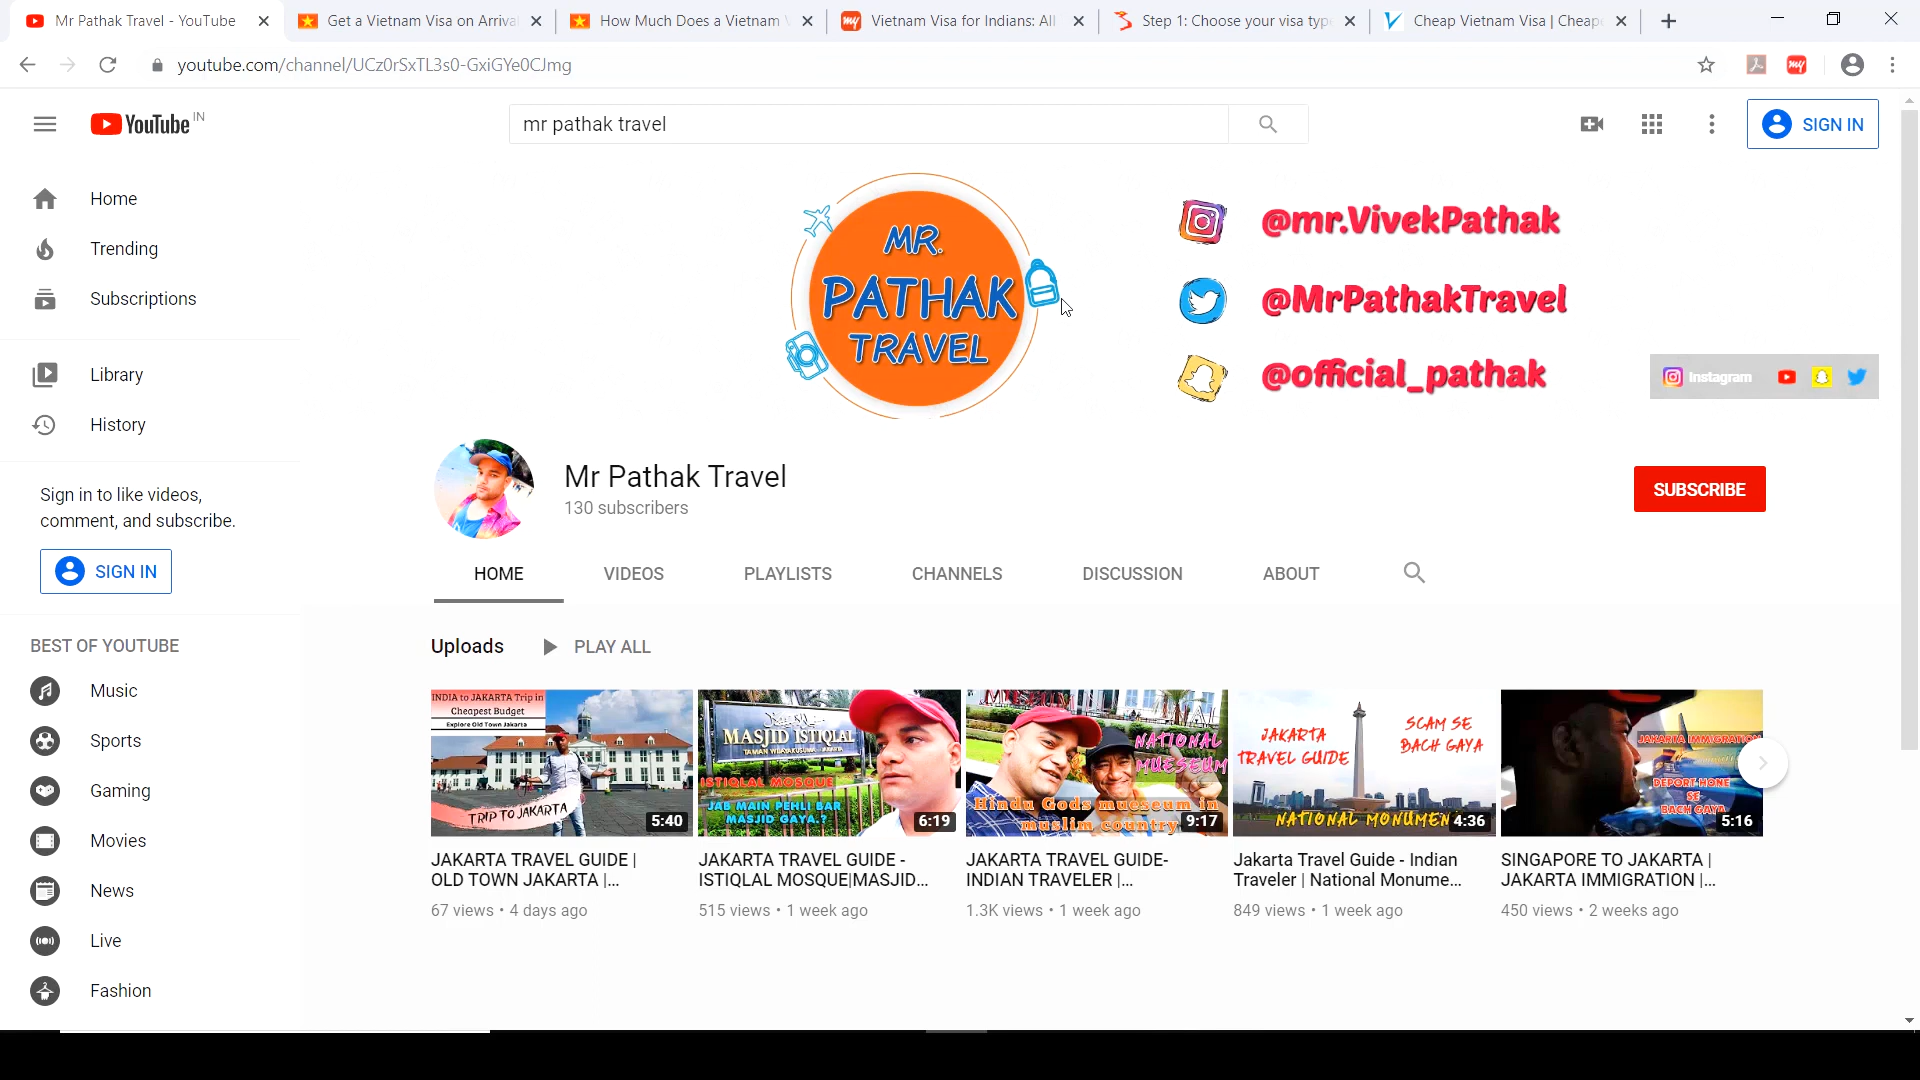 Mr Pathak Travel - YouTube
Get a Vietnam Visa on Arriva
How Much Does a Vietnam
Vietnam Visa for Indians: All
Step 1: Choose your visa typ
Cheap Vietnam Visa | Cheap
youtube.com/channel/UCz0rSxTL3s0-GxiGYe0CJmg
YouTube IN
mr pathak travel
SIGN IN
Home
Trending
Subscriptions
Library
History
Sign in to like videos,
comment, and subscribe.
SIGN IN
BEST OF YOUTUBE
Music
Sports
Gaming
Movies
News
Live
Fashion
MR.
PATHAK
TRAVEL
@mr.VivekPathak
@MrPathakTravel
@official_pathak
Instagram
Mr Pathak Travel
130 subscribers
SUBSCRIBE
HOME
VIDEOS
PLAYLISTS
CHANNELS
DISCUSSION
ABOUT
Uploads
PLAY ALL
INDIA to JAKARTA Trip in
Cheapest Budget
Explore Old Town Jakarta
TRIP TO JAKARTA
5:40
JAKARTA TRAVEL GUIDE |
OLD TOWN JAKARTA |...
67 views • 4 days ago
MASJID ISTIQLAL
TAMAN WIJAYAKUSUMA - JAKARTA
ISTIQLAL MOSQUE
JAB MAIN PEHLI BAR
MASJID GAYA.?
6:19
JAKARTA TRAVEL GUIDE -
ISTIQLAL MOSQUE|MASJID...
515 views • 1 week ago
NATIONAL
MUESEUM
Hindu Gods mueseum in
muslim country
9:17
JAKARTA TRAVEL GUIDE-
INDIAN TRAVELER |...
1.3K views • 1 week ago
JAKARTA
TRAVEL GUIDE
SCAM SE
BACH GAYA
NATIONAL MONUMEN
4:36
Jakarta Travel Guide - Indian
Traveler | National Monume...
849 views • 1 week ago
JAKARTA IMMIGRATION
DEPORT HONE
SE
BACH GAYA
5:16
SINGAPORE TO JAKARTA |
JAKARTA IMMIGRATION |...
450 views • 2 weeks ago